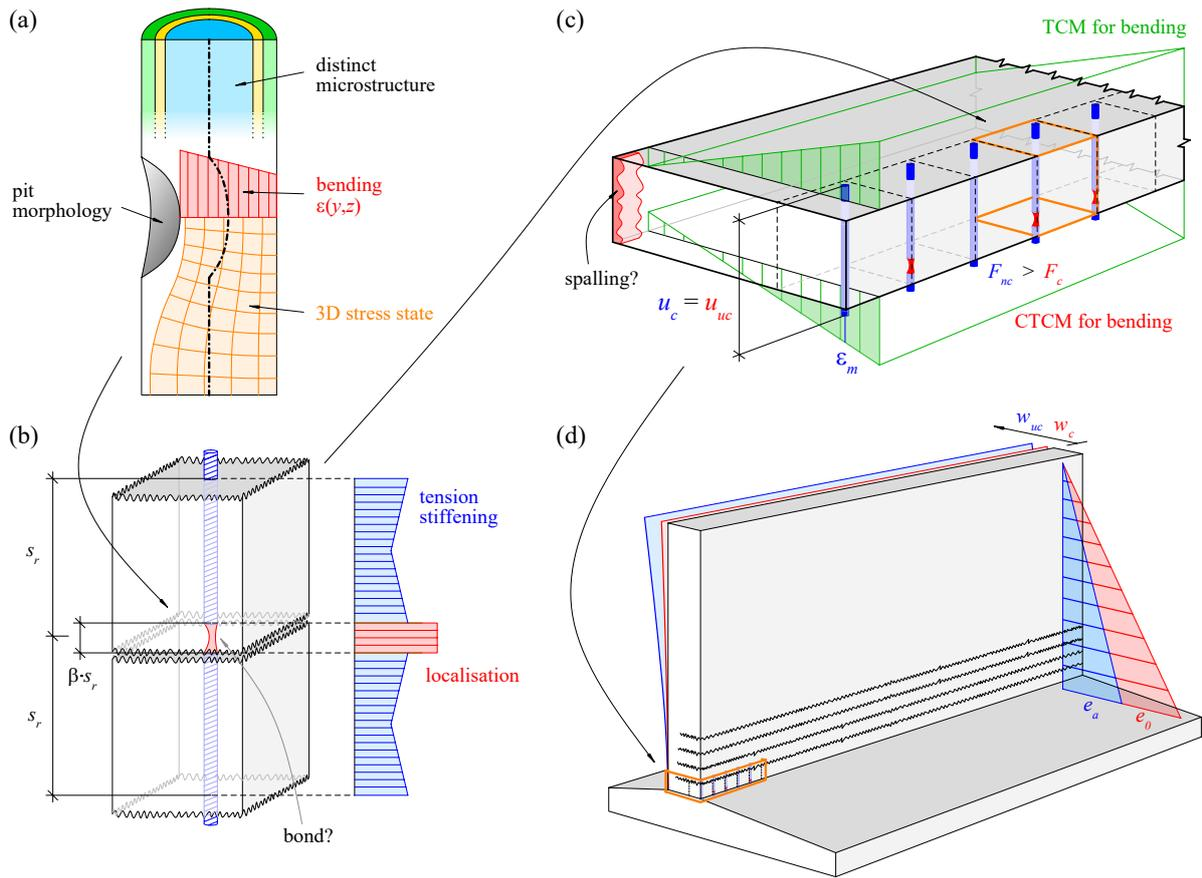 (a)
distinct
microstructure
pit
morphology
bending
ε(y,z)
3D stress state
(b)
tension
stiffening
s_r
β·s_r
s_r
localisation
bond?
(c)
TCM for bending
spalling?
u_c = u_uc
F_nc > F_c
ε_m
CTCM for bending
(d)
w_uc w_c
e_a e_0